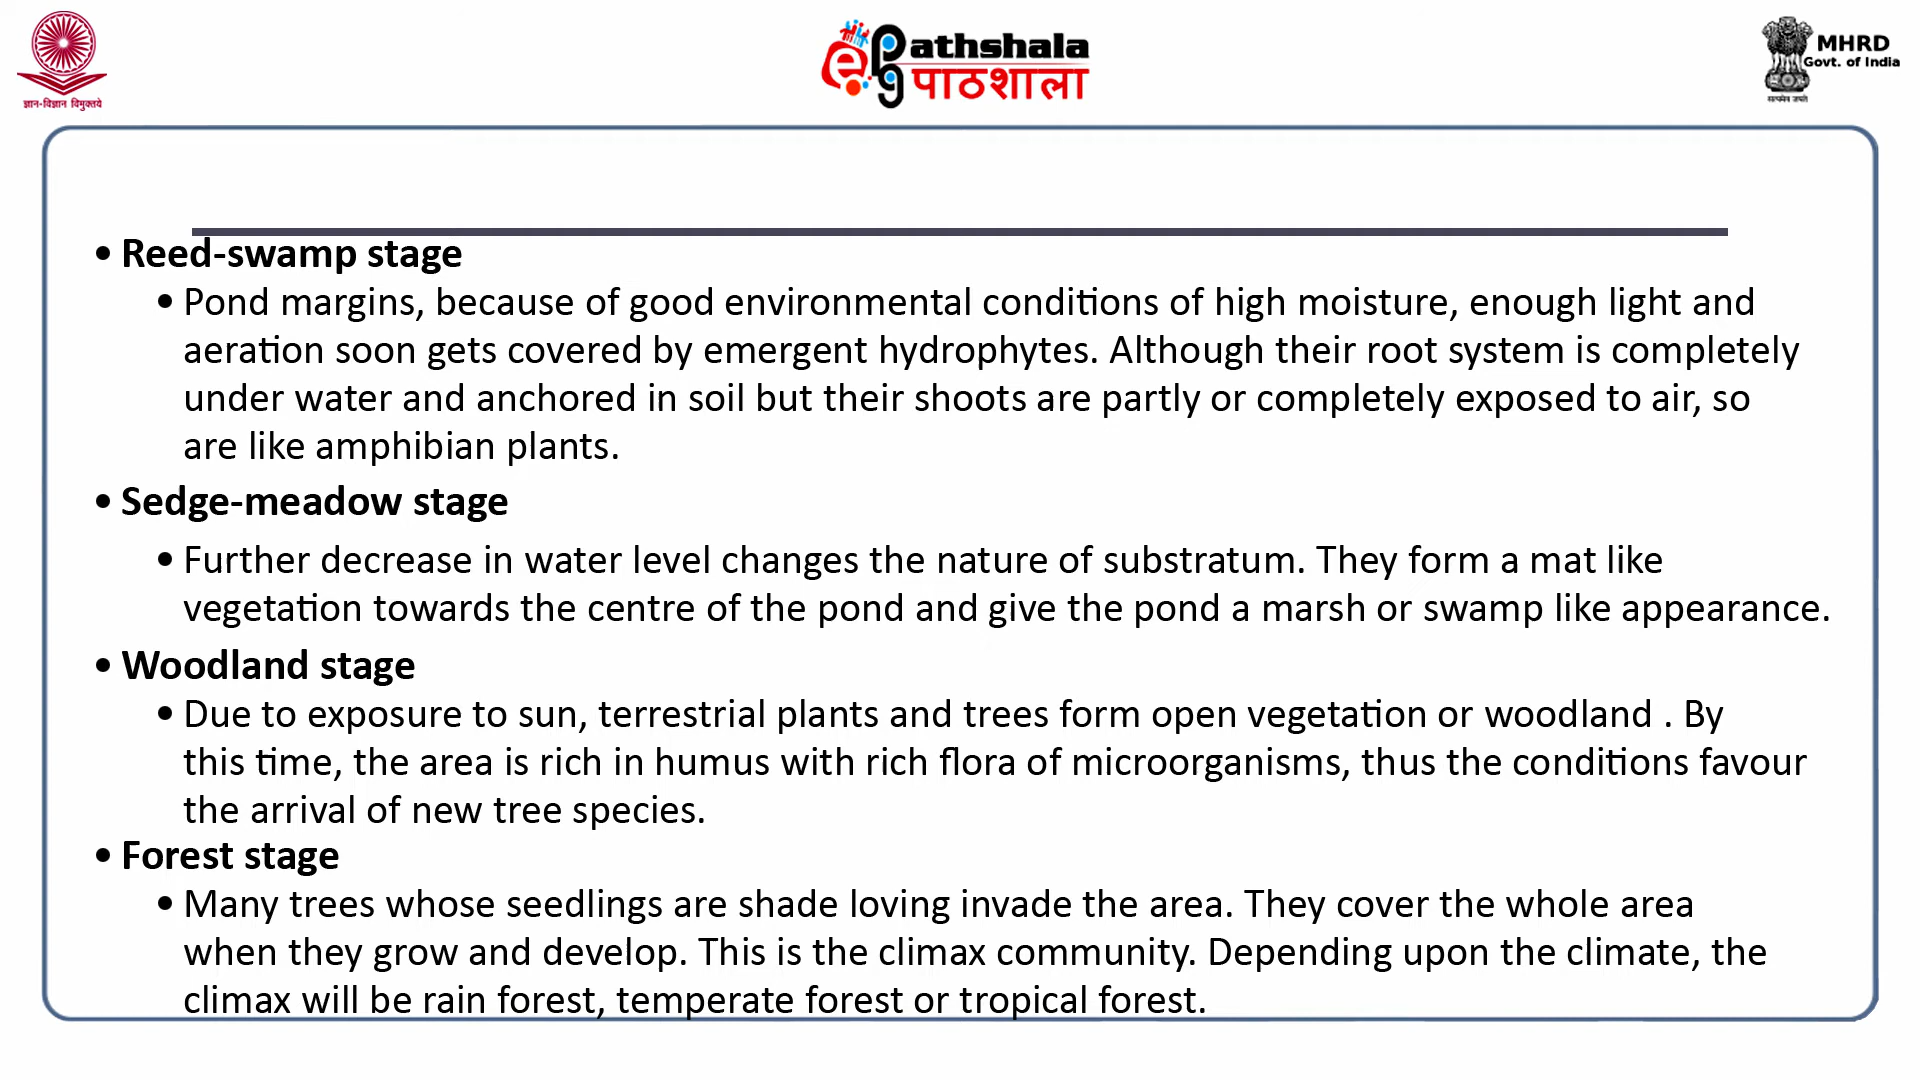 ज्ञान-विज्ञान विमुक्तये
ePG Pathshala
पाठशाला
MHRD
Govt. of India
सत्यमेव जयते
• Reed-swamp stage
• Pond margins, because of good environmental conditions of high moisture, enough light and
aeration soon gets covered by emergent hydrophytes. Although their root system is completely
under water and anchored in soil but their shoots are partly or completely exposed to air, so
are like amphibian plants.
• Sedge-meadow stage
• Further decrease in water level changes the nature of substratum. They form a mat like
vegetation towards the centre of the pond and give the pond a marsh or swamp like appearance.
• Woodland stage
• Due to exposure to sun, terrestrial plants and trees form open vegetation or woodland . By
this time, the area is rich in humus with rich flora of microorganisms, thus the conditions favour
the arrival of new tree species.
• Forest stage
• Many trees whose seedlings are shade loving invade the area. They cover the whole area
when they grow and develop. This is the climax community. Depending upon the climate, the
climax will be rain forest, temperate forest or tropical forest.